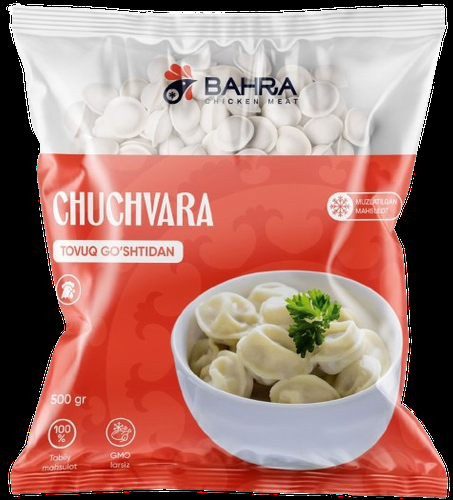 BAHRA
CHICKEN MEAT
CHUCHVARA
TOVUQ GO'SHTIDAN
MUZLATILGAN
MAHSULOT
500 gr
100
%
Tabiiy
mahsulot
GMO
larsiz